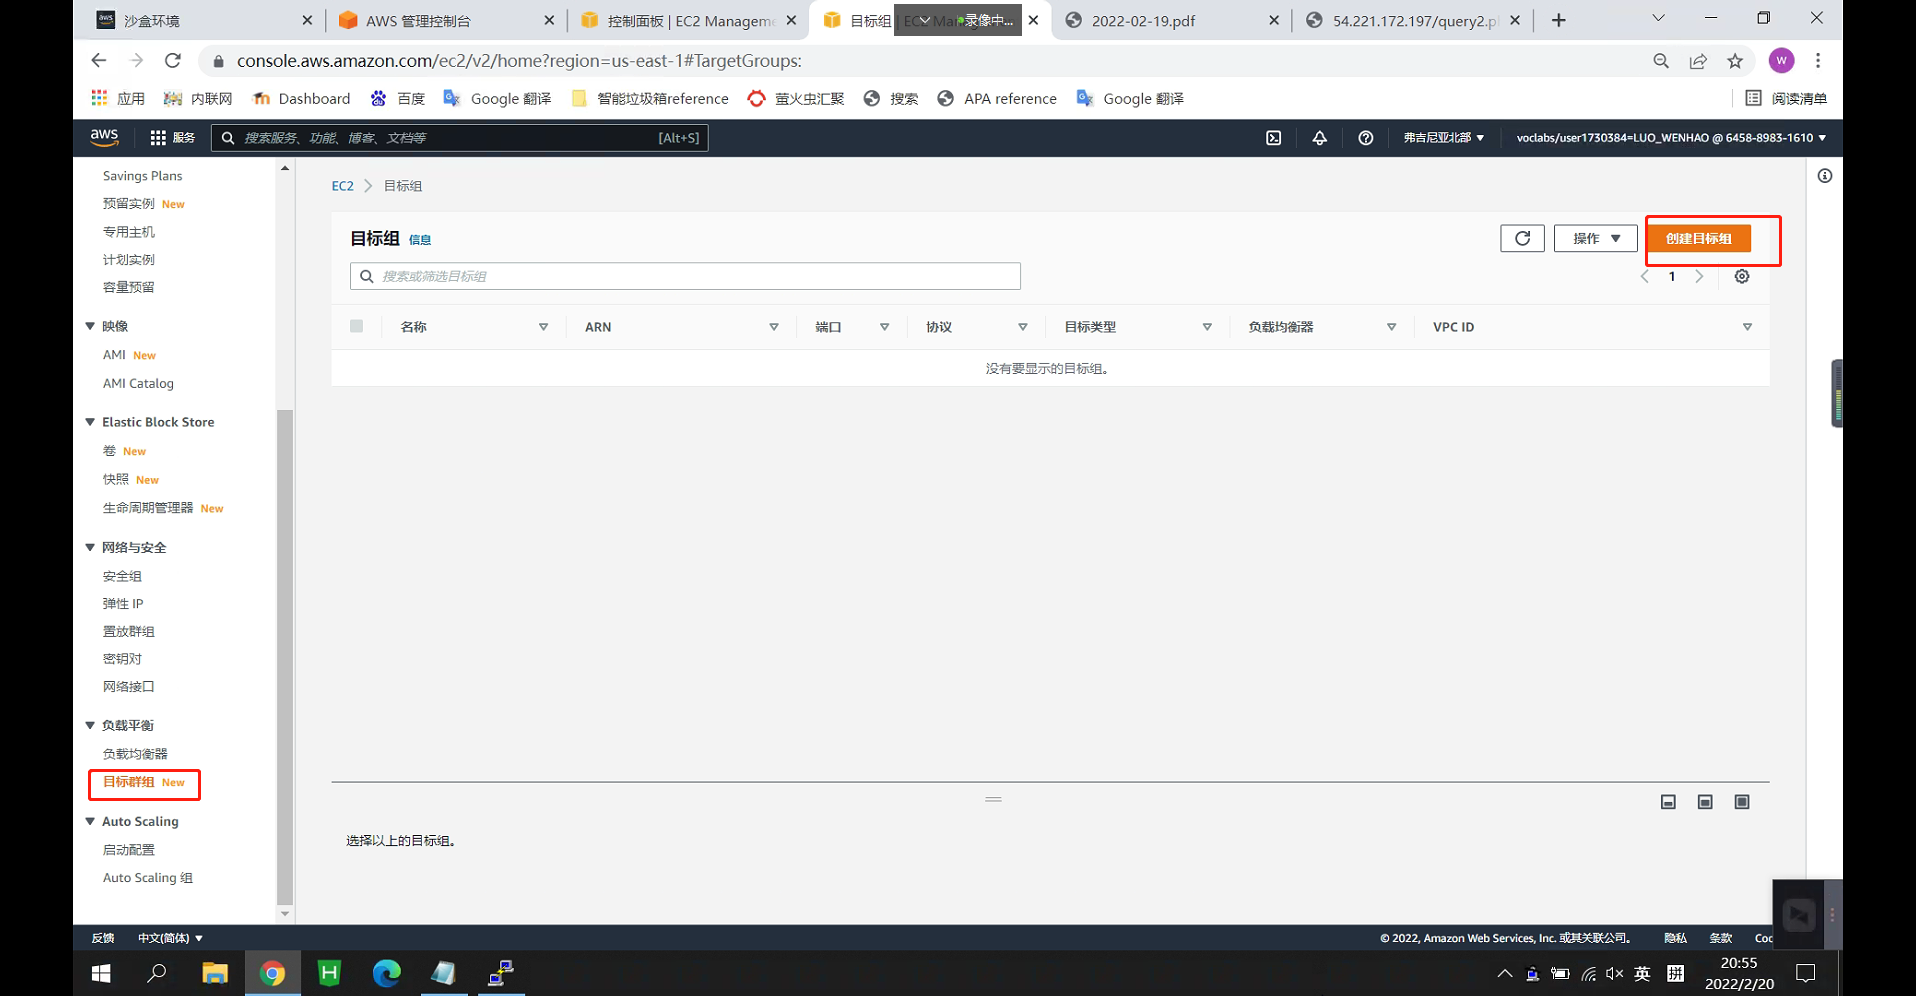 沙盒环境
AWS 管理控制台
控制面板 | EC2 Manageme
目标组 | EC2 Man
录像中...
2022-02-19.pdf
54.221.172.197/query2.p
console.aws.amazon.com/ec2/v2/home?region=us-east-1#TargetGroups:
W
应用 内联网 Dashboard 百度 Google 翻译 智能垃圾箱reference 萤火虫汇聚 搜索 APA reference Google 翻译 阅读清单
aws 服务 搜索服务、功能、博客、文档等 [Alt+S] 弗吉尼亚北部 voclabs/user1730384=LUO_WENHAO @ 6458-8983-1610
Savings Plans
预留实例 New
专用主机
计划实例
容量预留
映像
AMI New
AMI Catalog
Elastic Block Store
卷 New
快照 New
生命周期管理器 New
网络与安全
安全组
弹性 IP
置放群组
密钥对
网络接口
负载平衡
负载均衡器
目标群组 New
Auto Scaling
启动配置
Auto Scaling 组
EC2 目标组
目标组 信息
操作
创建目标组
搜索或筛选目标组
1
名称 ARN 端口 协议 目标类型 负载均衡器 VPC ID
没有要显示的目标组。
选择以上的目标组。
反馈 中文(简体) © 2022, Amazon Web Services, Inc. 或其关联公司。 隐私 条款 Coo
英 拼
20:55
2022/2/20